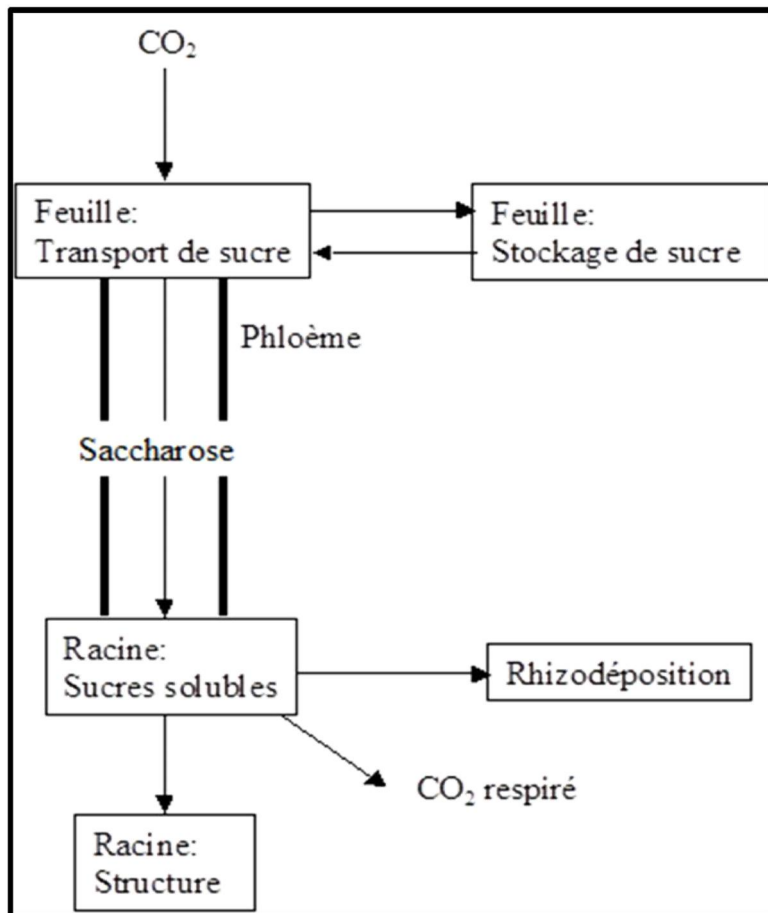 CO₂
Feuille:
Transport de sucre
Feuille:
Stockage de sucre
Phloème
Saccharose
Racine:
Sucres solubles
Rhizodéposition
CO₂ respiré
Racine:
Structure